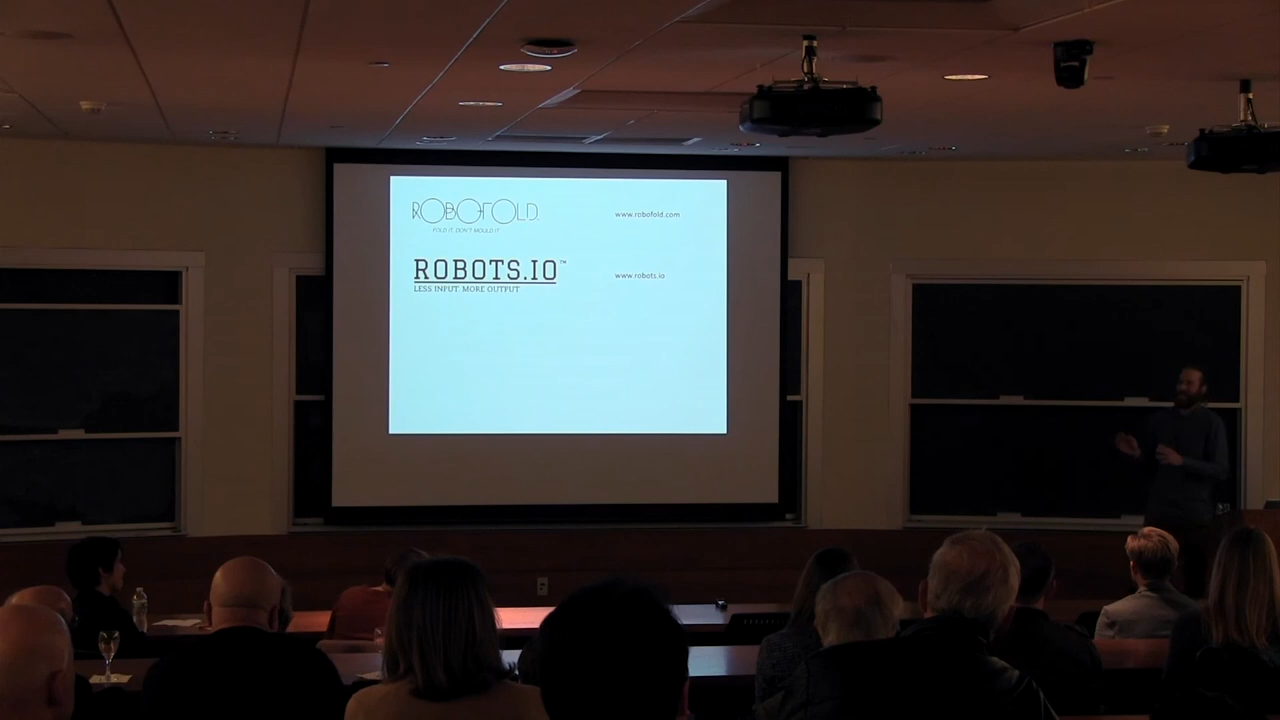 ROBOFOLD
www.robofold.com
FOLD IT, DON'T MOULD IT
ROBOTS.IO™
www.robots.io
LESS INPUT: MORE OUTPUT